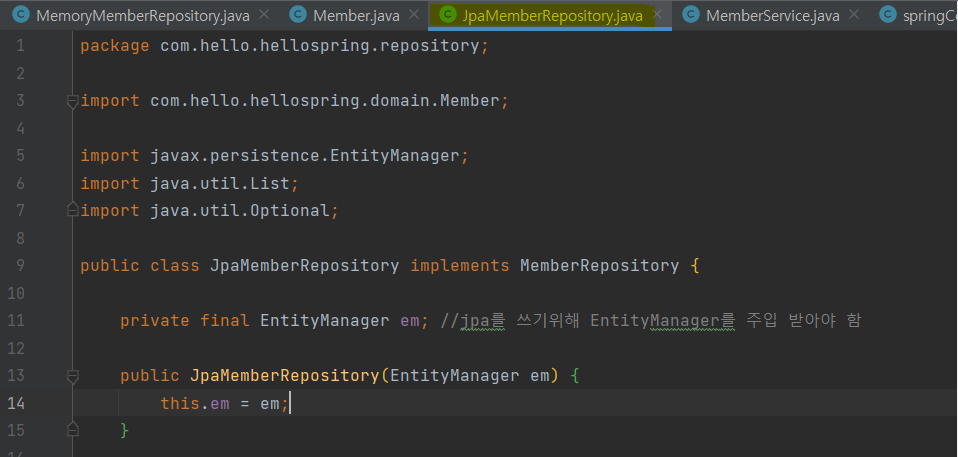 MemoryMemberRepository.java Member.java JpaMemberRepository.java MemberService.java springC
1 package com.hello.hellospring.repository;
2
3 import com.hello.hellospring.domain.Member;
4
5 import javax.persistence.EntityManager;
6 import java.util.List;
7 import java.util.Optional;
8
9 public class JpaMemberRepository implements MemberRepository {
10
11 private final EntityManager em; //jpa를 쓰기위해 EntityManager를 주입 받아야 함
12
13 public JpaMemberRepository(EntityManager em) {
14 this.em = em;
15 }